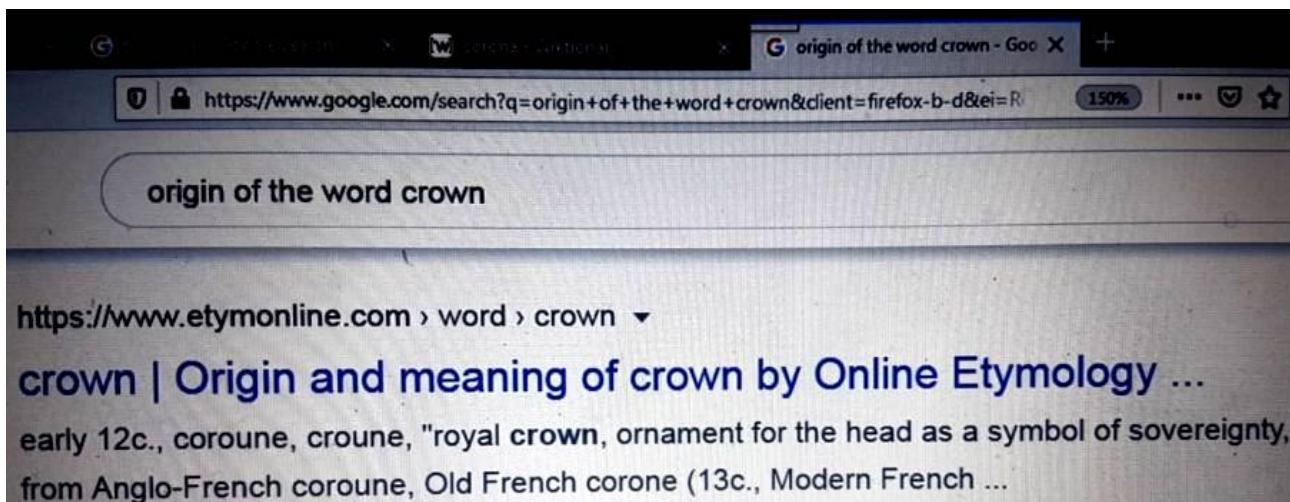 origin of the word crown - Goo
https://www.google.com/search?q=origin+of+the+word+crown&client=firefox-b-d&ei=R
150%
origin of the word crown
https://www.etymonline.com › word › crown
crown | Origin and meaning of crown by Online Etymology ...
early 12c., coroune, croune, "royal crown, ornament for the head as a symbol of sovereignty,
from Anglo-French coroune, Old French corone (13c., Modern French ...